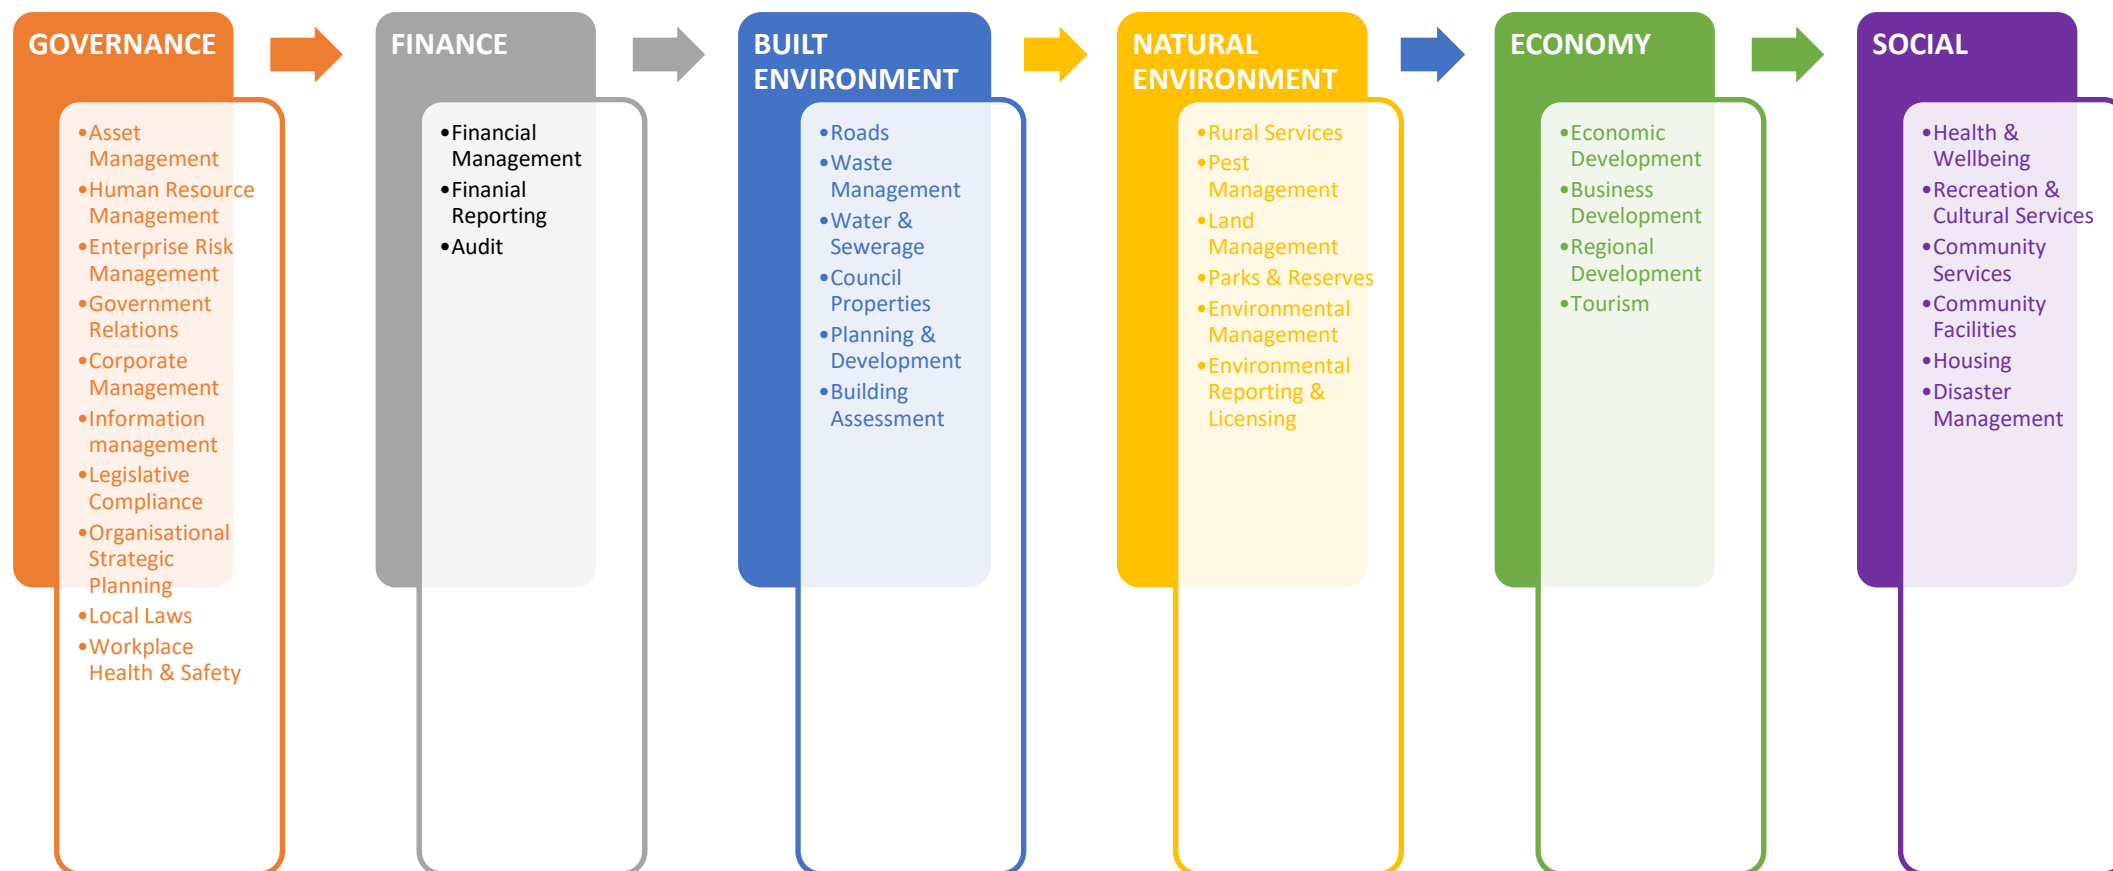 GOVERNANCE
•Asset
Management
•Human Resource
Management
•Enterprise Risk
Management
•Government
Relations
•Corporate
Management
•Information
management
•Legislative
Compliance
•Organisational
Strategic
Planning
•Local Laws
•Workplace
Health & Safety
FINANCE
•Financial
Management
•Finanial
Reporting
•Audit
BUILT
ENVIRONMENT
•Roads
•Waste
Management
•Water &
Sewerage
•Council
Properties
•Planning &
Development
•Building
Assessment
NATURAL
ENVIRONMENT
•Rural Services
•Pest
Management
•Land
Management
•Parks & Reserves
•Environmental
Management
•Environmental
Reporting &
Licensing
ECONOMY
•Economic
Development
•Business
Development
•Regional
Development
•Tourism
SOCIAL
•Health &
Wellbeing
•Recreation &
Cultural Services
•Community
Services
•Community
Facilities
•Housing
•Disaster
Management